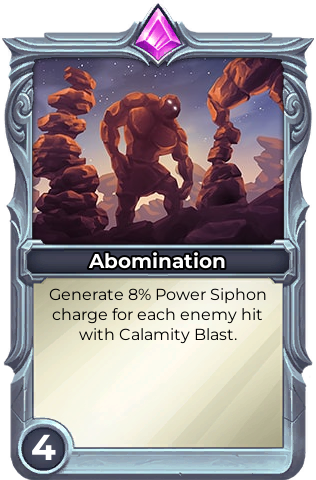 Abomination
Generate 8% Power Siphon
charge for each enemy hit
with Calamity Blast.
4